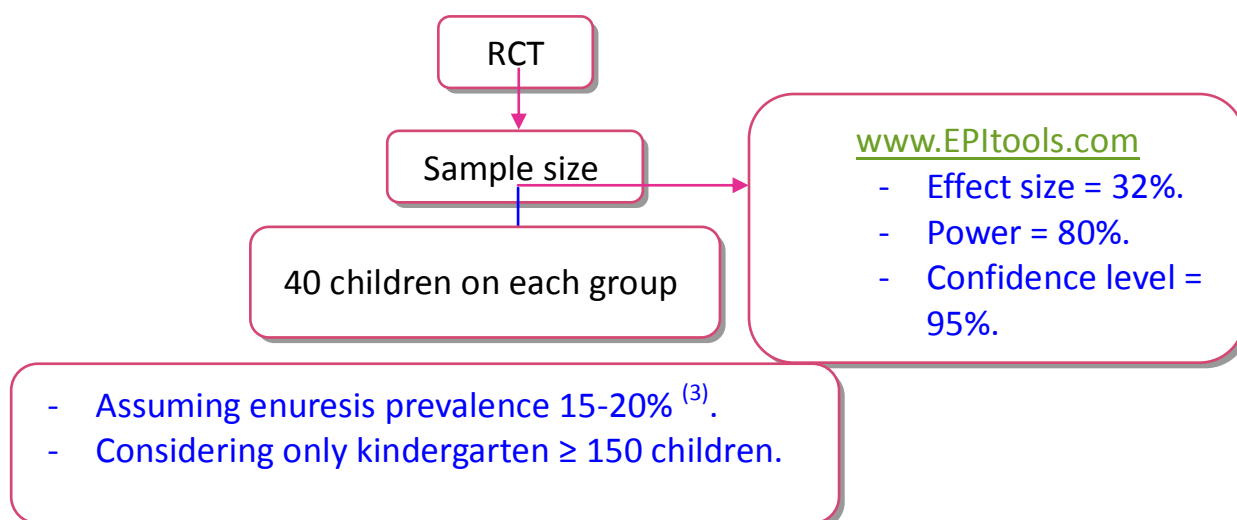 RCT
Sample size
www.EPItools.com
- Effect size = 32%.
- Power = 80%.
- Confidence level =
95%.
40 children on each group
- Assuming enuresis prevalence 15-20% (3).
- Considering only kindergarten ≥ 150 children.